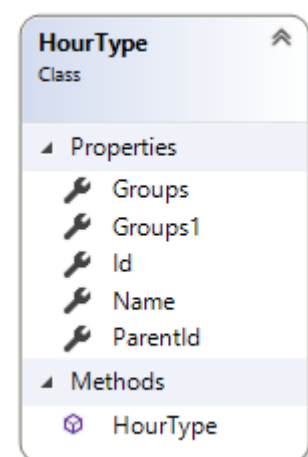 HourType
Class
Properties
Groups
Groups1
Id
Name
ParentId
Methods
HourType